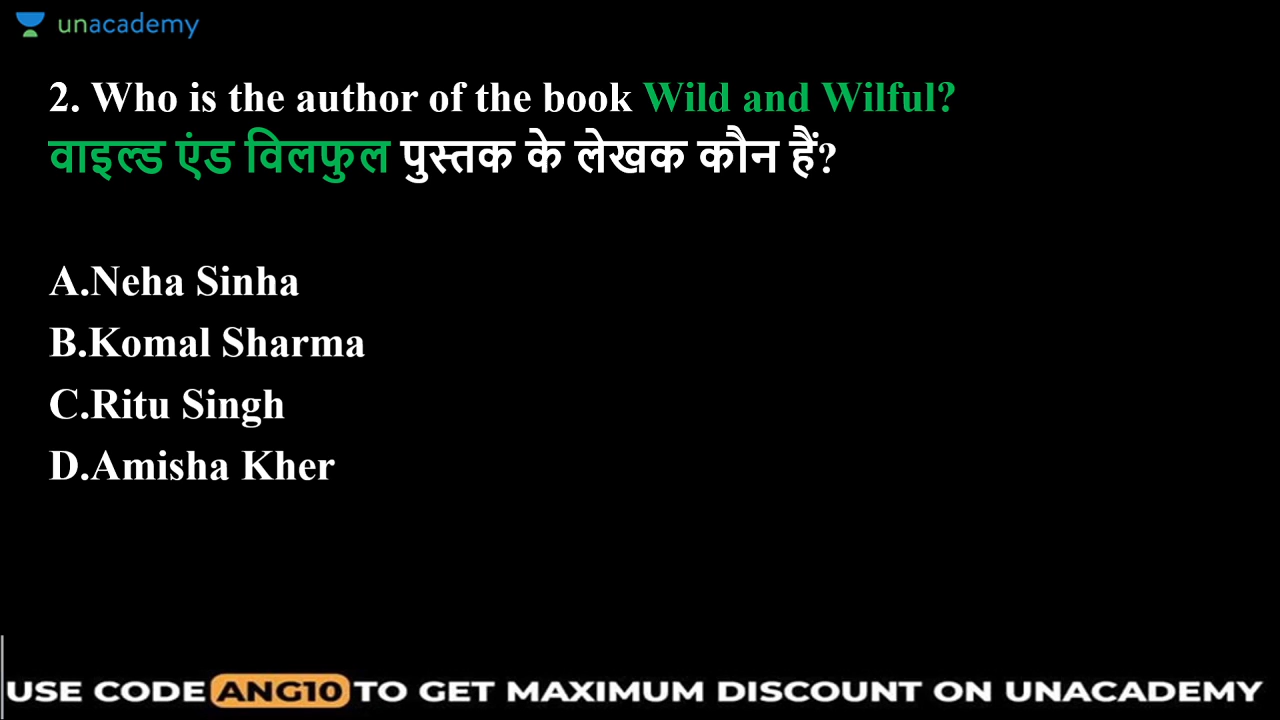 unacademy
2. Who is the author of the book Wild and Wilful?
वाइल्ड एंड विलफुल पुस्तक के लेखक कौन हैं?
A.Neha Sinha
B.Komal Sharma
C.Ritu Singh
D.Amisha Kher
USE CODE ANG10 TO GET MAXIMUM DISCOUNT ON UNACADEMY